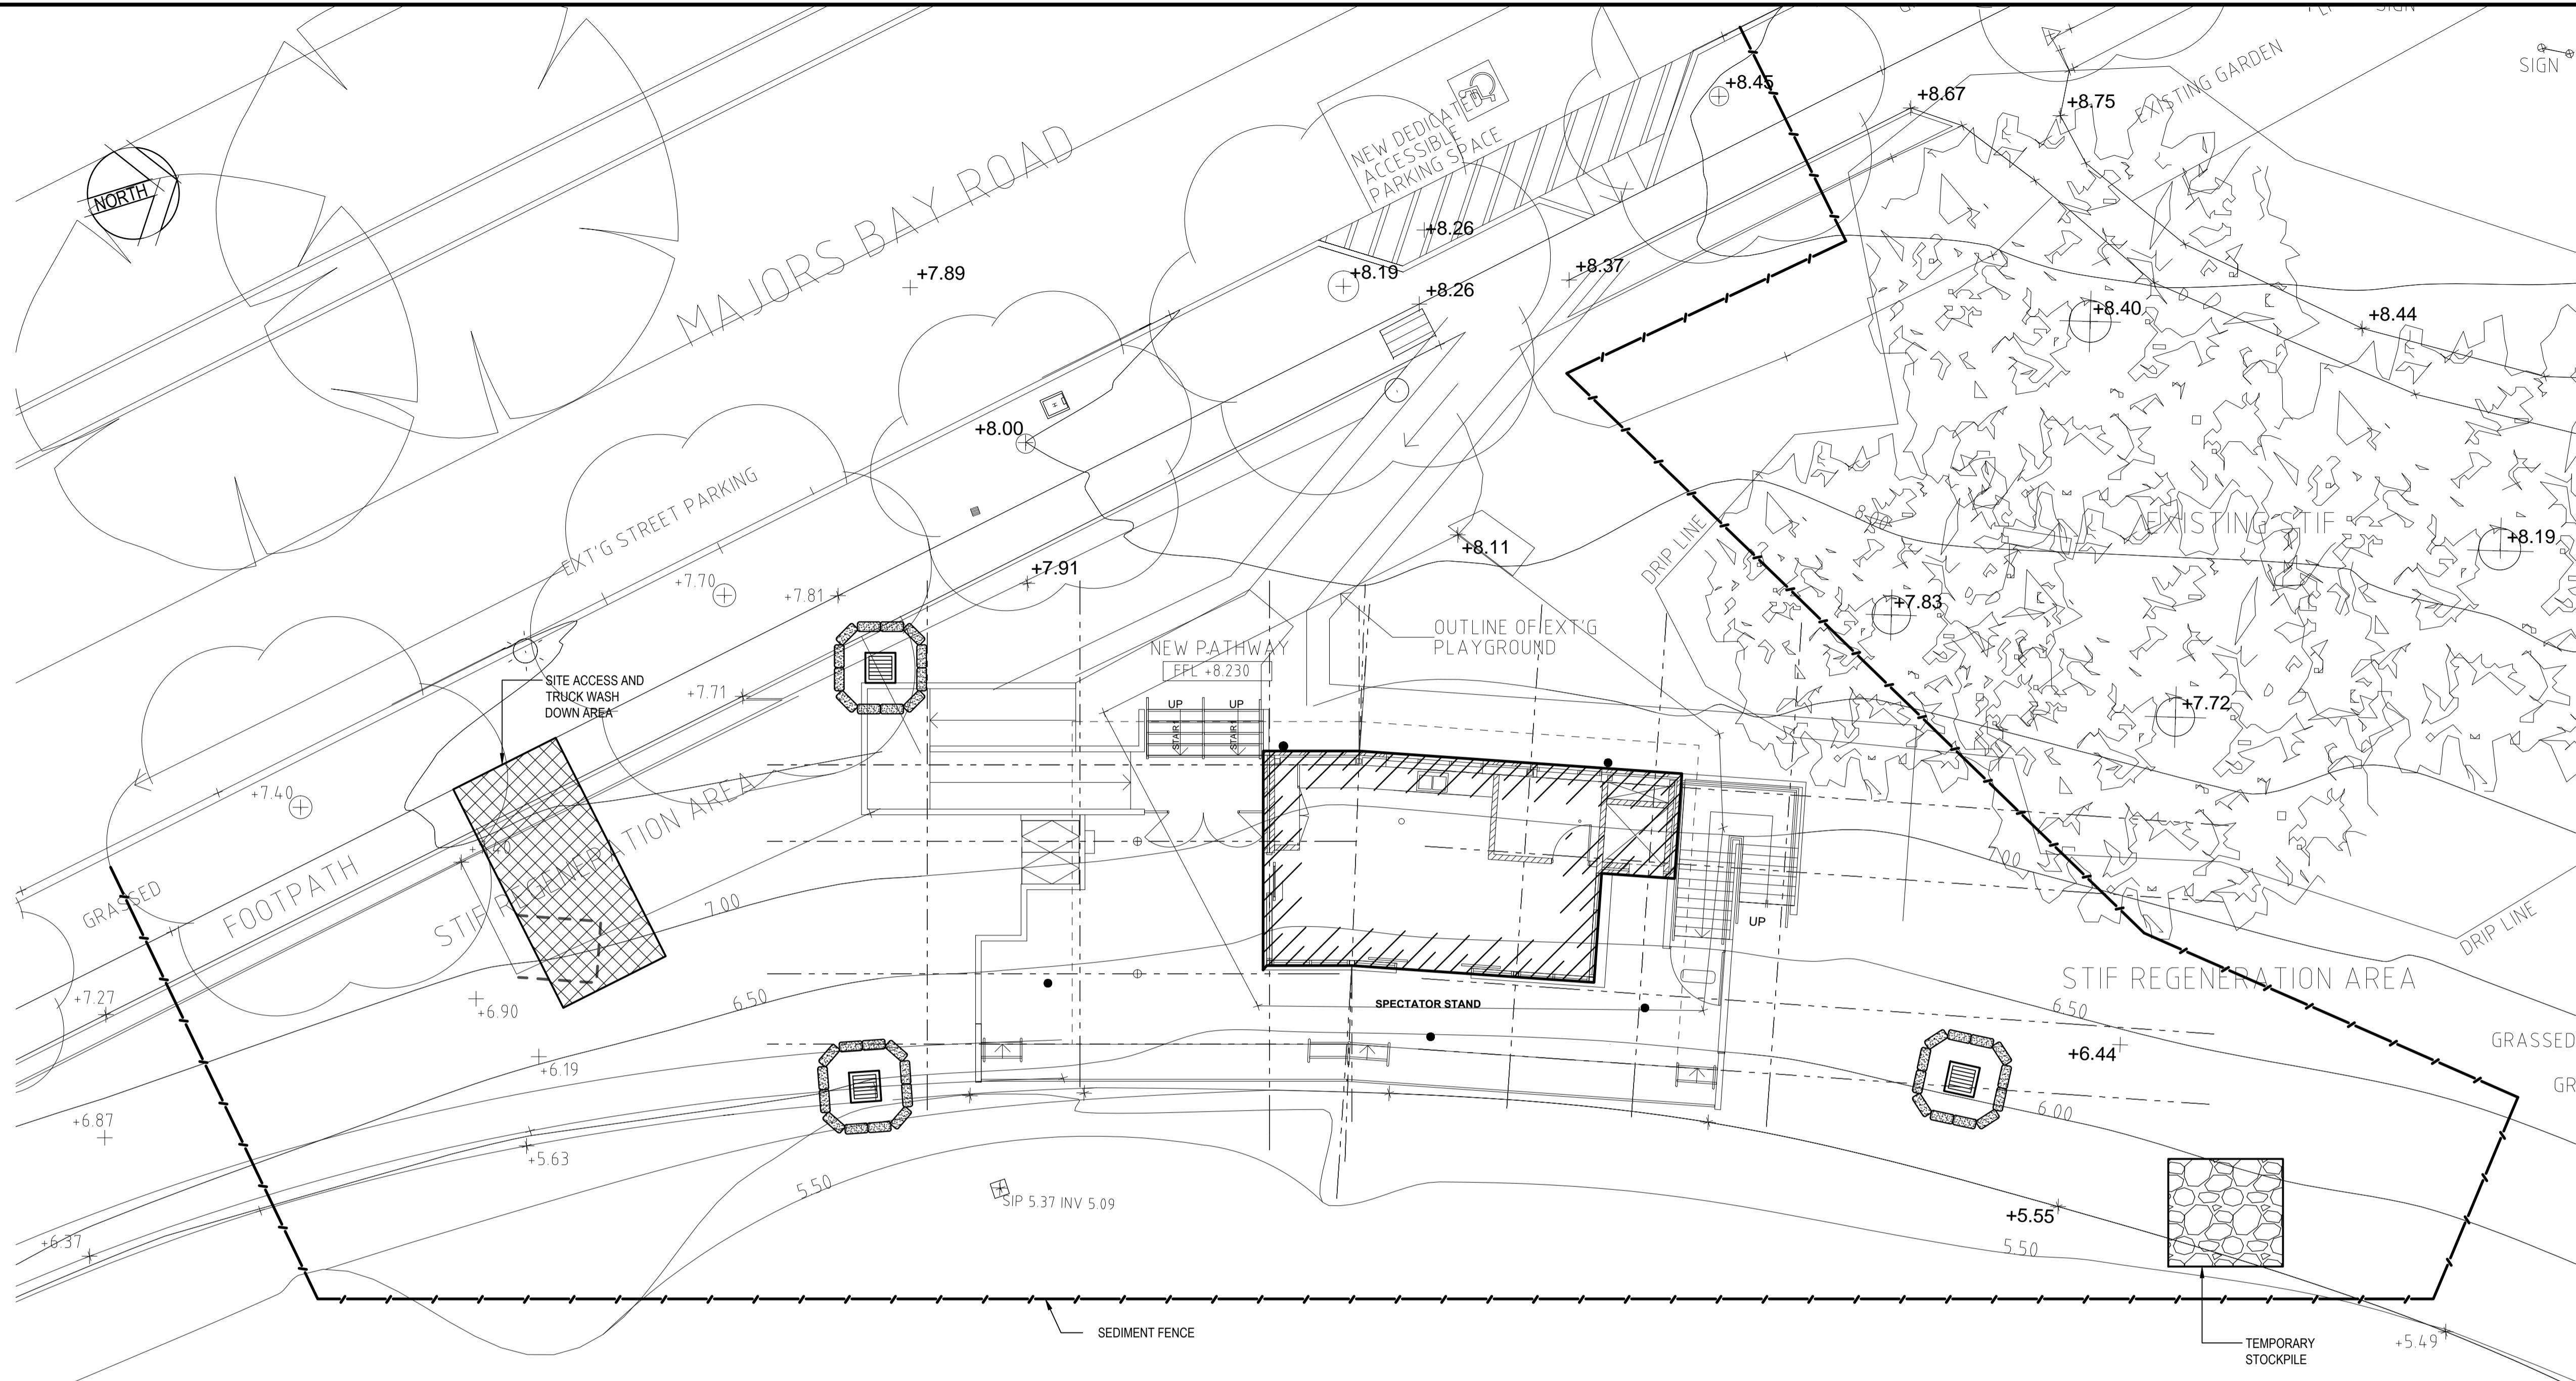 SIGN
EXISTING GARDEN
+8.45
+8.67
+8.75
NEW DEDICATED
ACCESSIBLE
PARKING SPACE
NORTH
MAJORS BAY ROAD
+7.89
+8.26
+8.19
+8.37
+8.26
+8.40
+8.44
+8.00
EXT'G STREET PARKING
EXISTING STIF
+8.19
+8.11
DRIP LINE
+7.91
+7.70
+7.81
+7.83
OUTLINE OF EXT'G
PLAYGROUND
NEW PATHWAY
FFL +8.230
SITE ACCESS AND
TRUCK WASH
DOWN AREA
+7.71
UP
UP
STAIR1
STAIR1
+7.72
+7.40
GRASSED
FOOTPATH
STIF REGENERATION AREA
7.00
UP
DRIP LINE
STIF REGENERATION AREA
+7.27
+6.90
6.50
SPECTATOR STAND
6.50
GRASSED
+6.44
+6.19
+6.87
+5.63
6.00
5.50
SIP 5.37 INV 5.09
+5.55
+6.37
5.50
SEDIMENT FENCE
TEMPORARY
STOCKPILE
+5.49